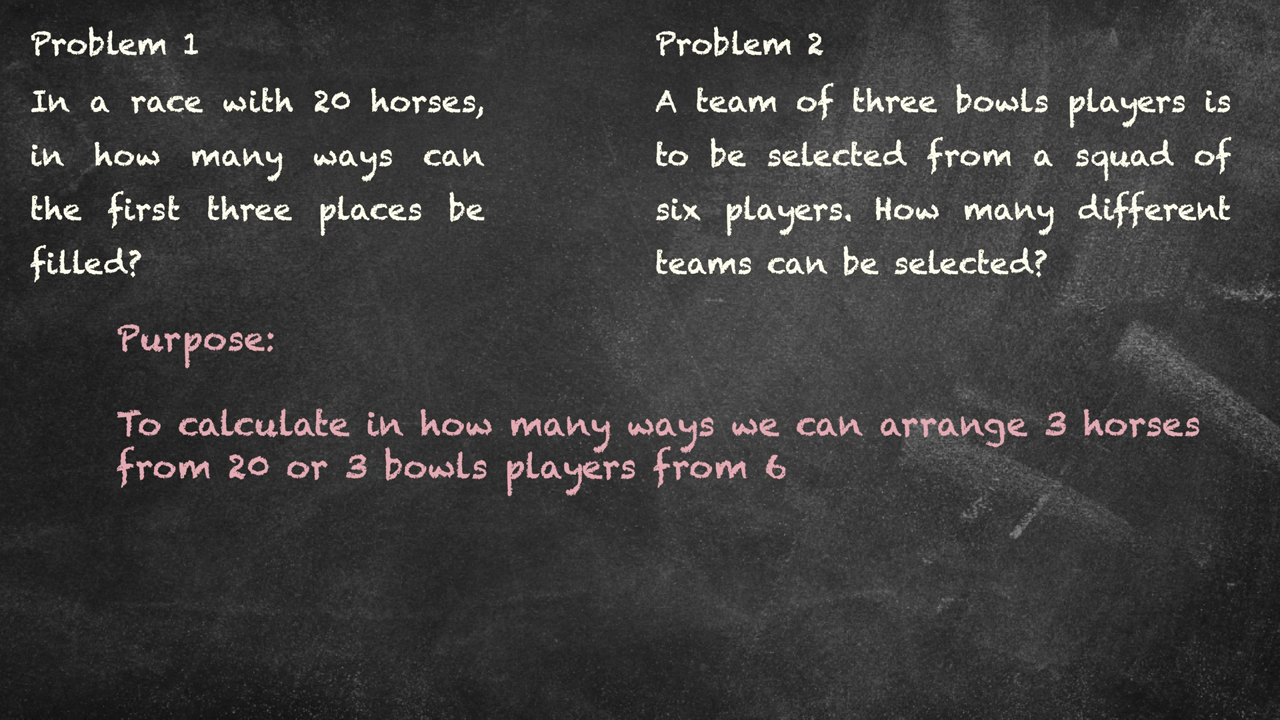 Problem 1
In a race with 20 horses,
in how many ways can
the first three places be
filled?
Problem 2
A team of three bowls players is
to be selected from a squad of
six players. How many different
teams can be selected?
Purpose:
To calculate in how many ways we can arrange 3 horses
from 20 or 3 bowls players from 6